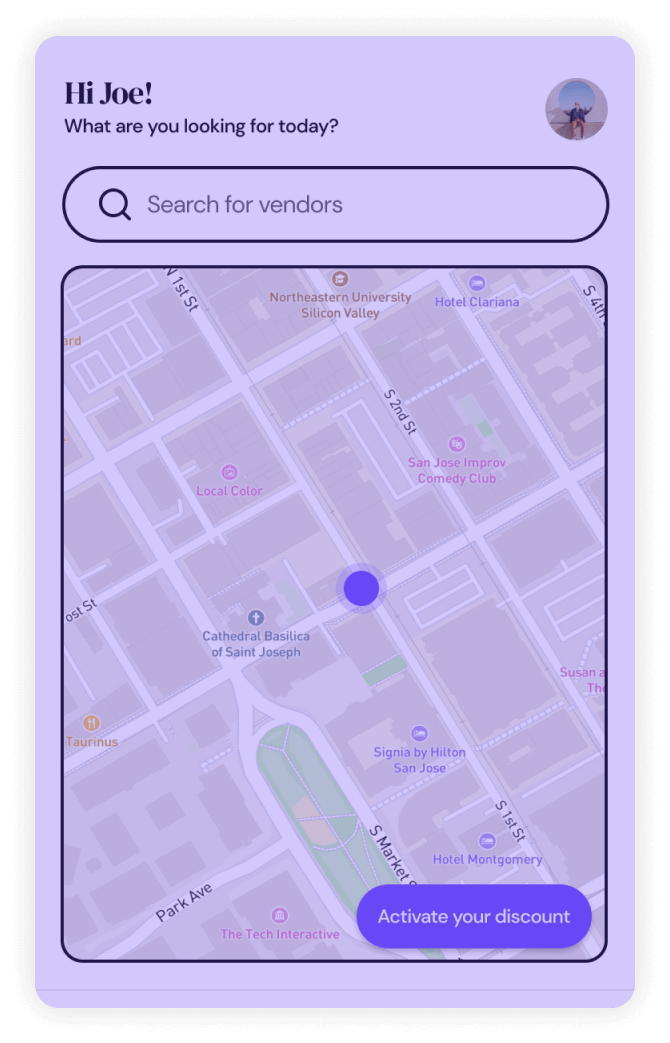 Hi Joe!
What are you looking for today?
Search for vendors
N 1st St
Northeastern University
Silicon Valley
Hotel Clariana
S 4th
ard
S 2nd St
San Jose Improv
Comedy Club
Local Color
ost St
Cathedral Basilica
of Saint Joseph
Susan a
The
Taurinus
Signia by Hilton
San Jose
S 1st St
S Market S
Hotel Montgomery
Park Ave
Activate your discount
The Tech Interactive